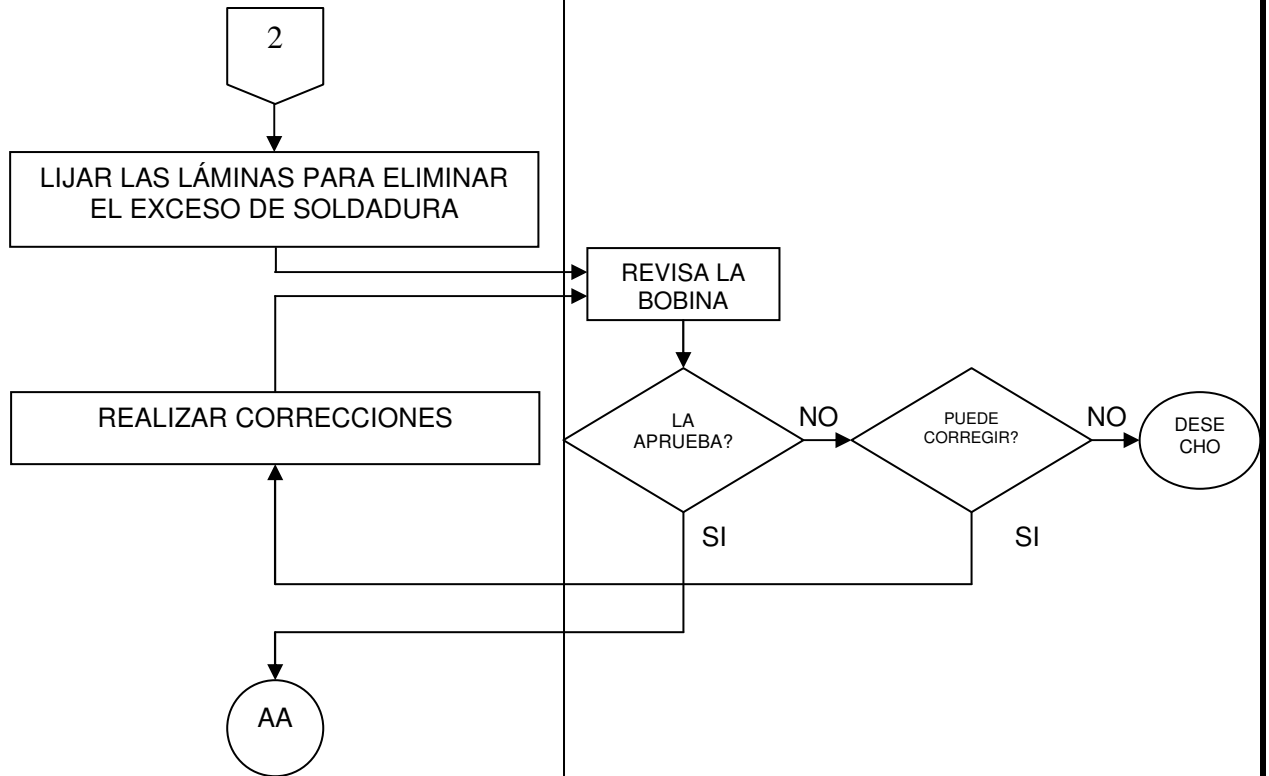 2
LIJAR LAS LÁMINAS PARA ELIMINAR
EL EXCESO DE SOLDADURA
REVISA LA
BOBINA
REALIZAR CORRECCIONES
LA
APRUEBA?
NO
PUEDE
CORREGIR?
NO
DESE
CHO
SI
SI
AA